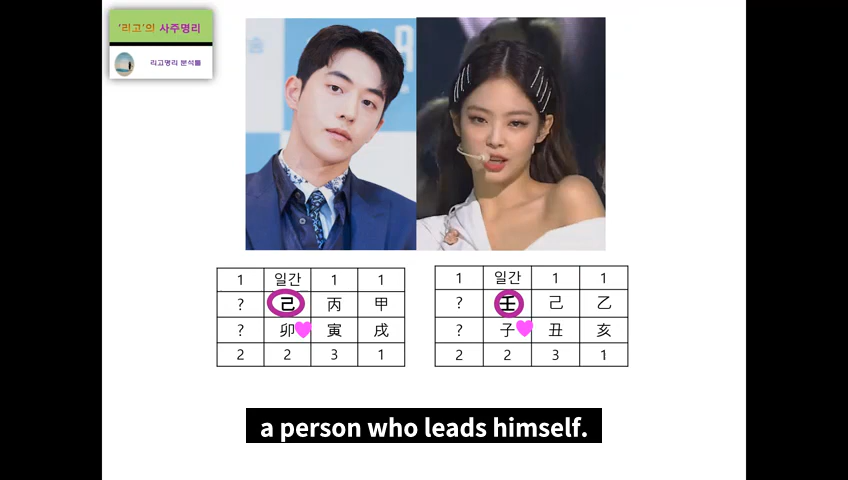 '리고'의 사주명리
리고명리 분석틀
1 일간 1 1
? 己 丙 甲
? 卯 寅 戌
2 2 3 1
1 일간 1 1
? 壬 己 乙
? 子 丑 亥
2 2 3 1
a person who leads himself.